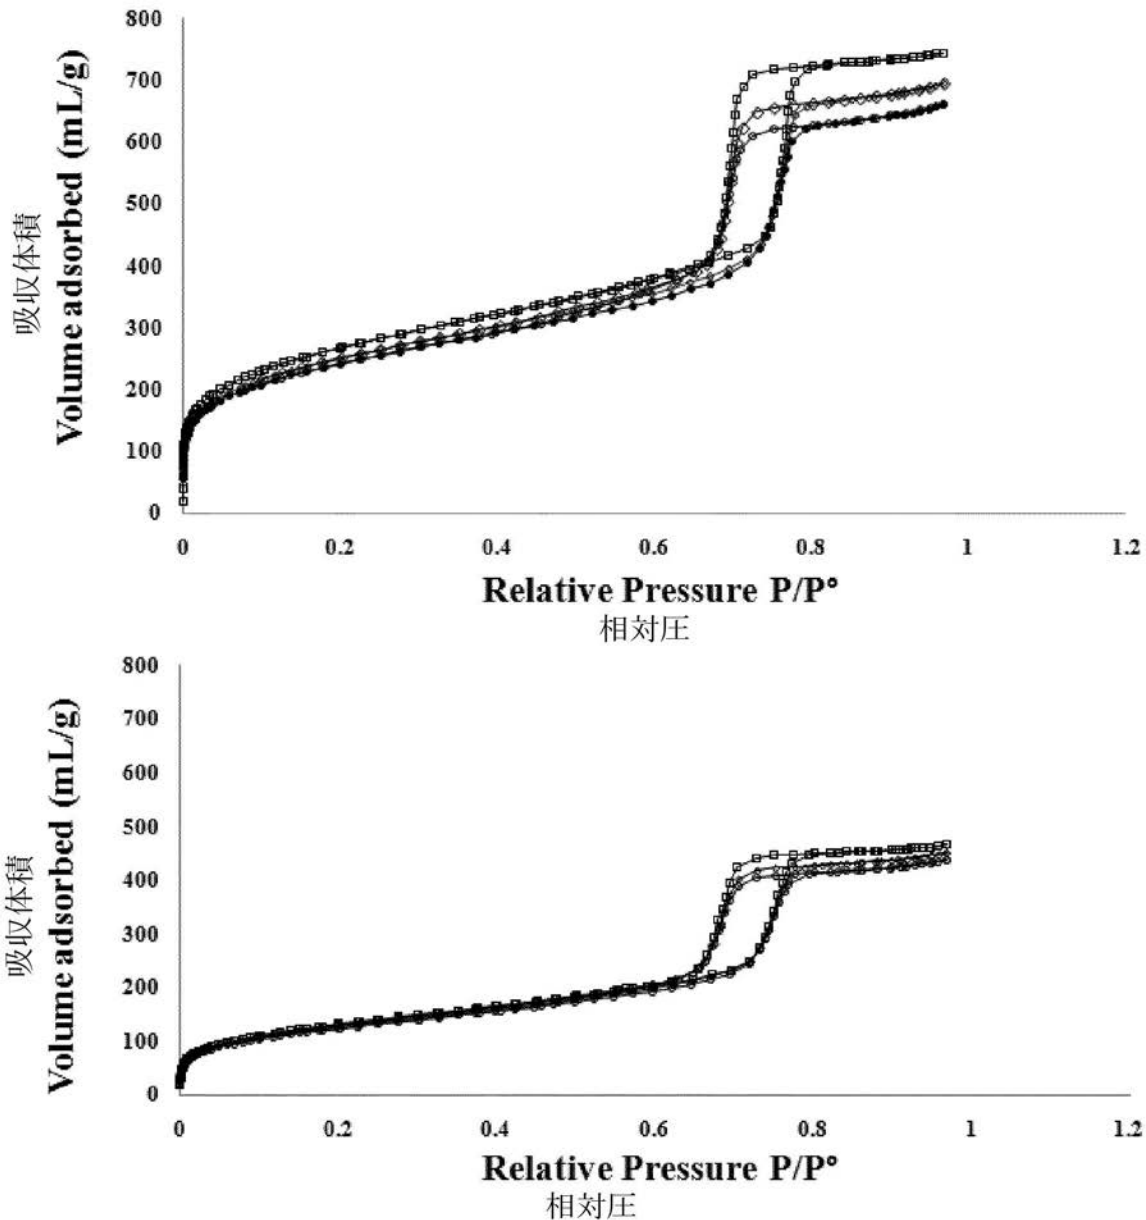 800
700
600
500
400
300
200
100
0
吸収体積
Volume adsorbed (mL/g)
0 0.2 0.4 0.6 0.8 1 1.2
Relative Pressure P/P°
相対圧
800
700
600
500
400
300
200
100
0
吸収体積
Volume adsorbed (mL/g)
0 0.2 0.4 0.6 0.8 1 1.2
Relative Pressure P/P°
相対圧